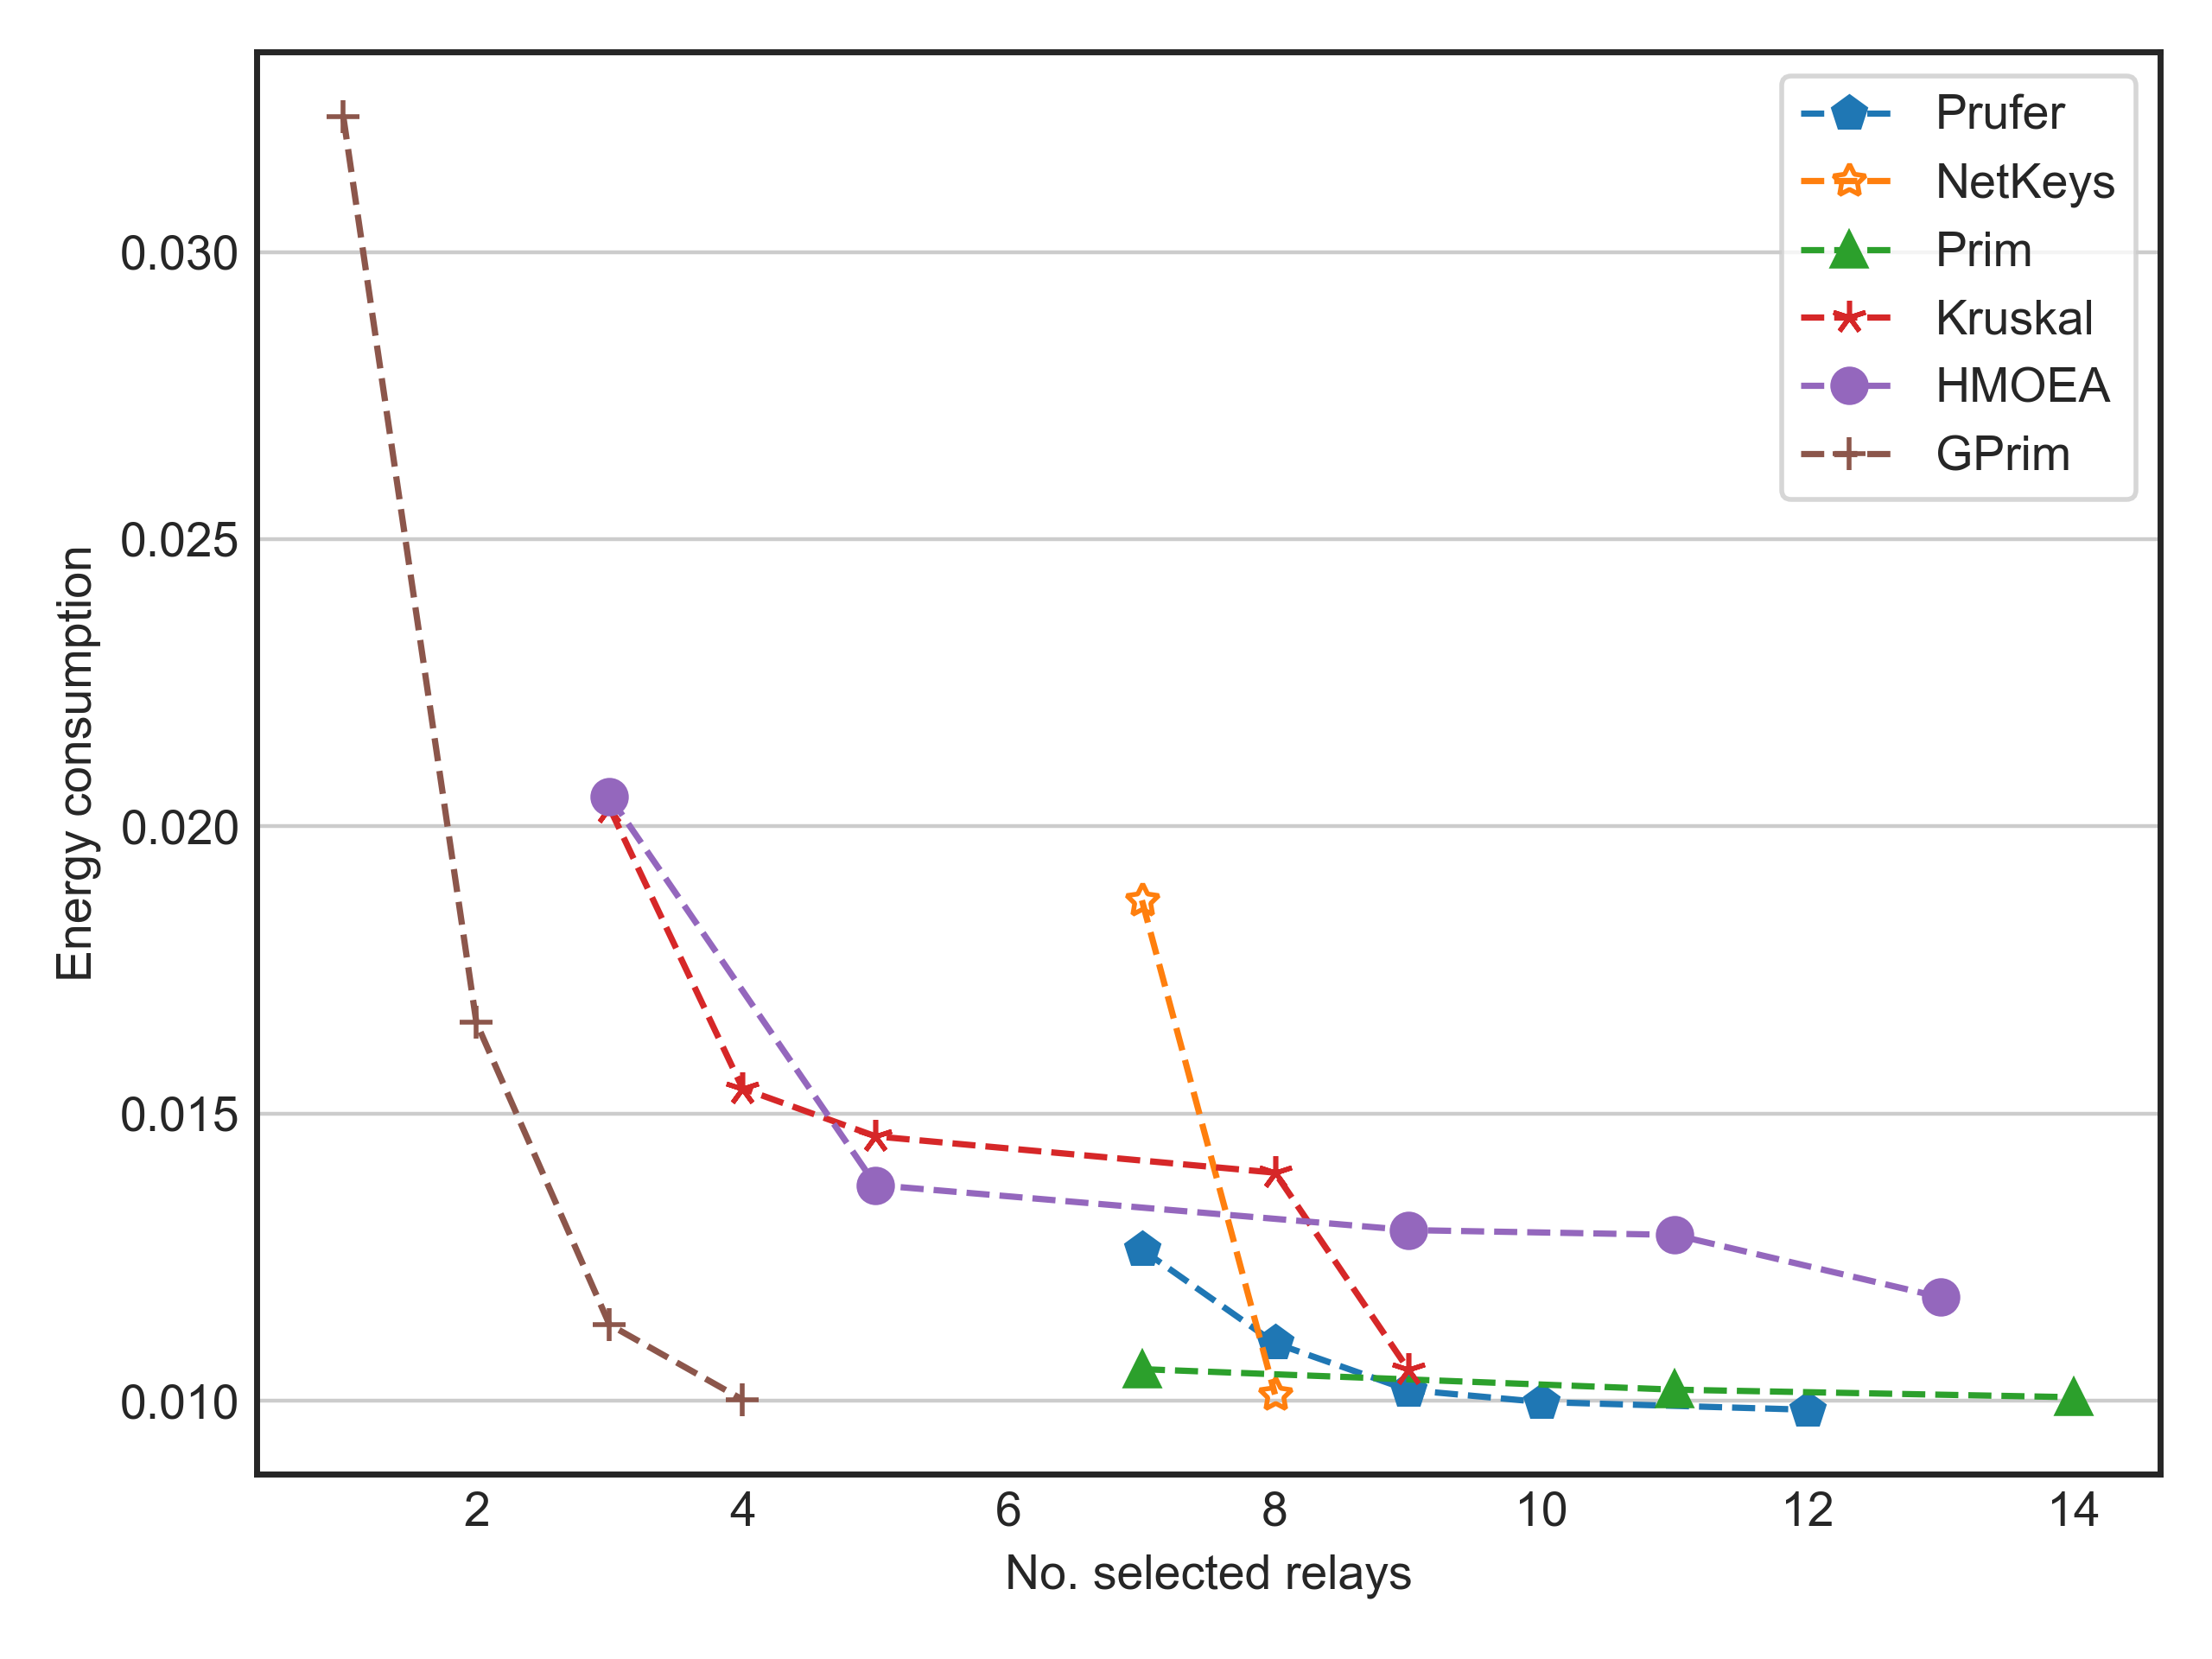 Prufer
NetKeys
Prim
Kruskal
HMOEA
GPrim
0.030
0.025
0.020
0.015
0.010
Energy consumption
2 4 6 8 10 12 14
No. selected relays